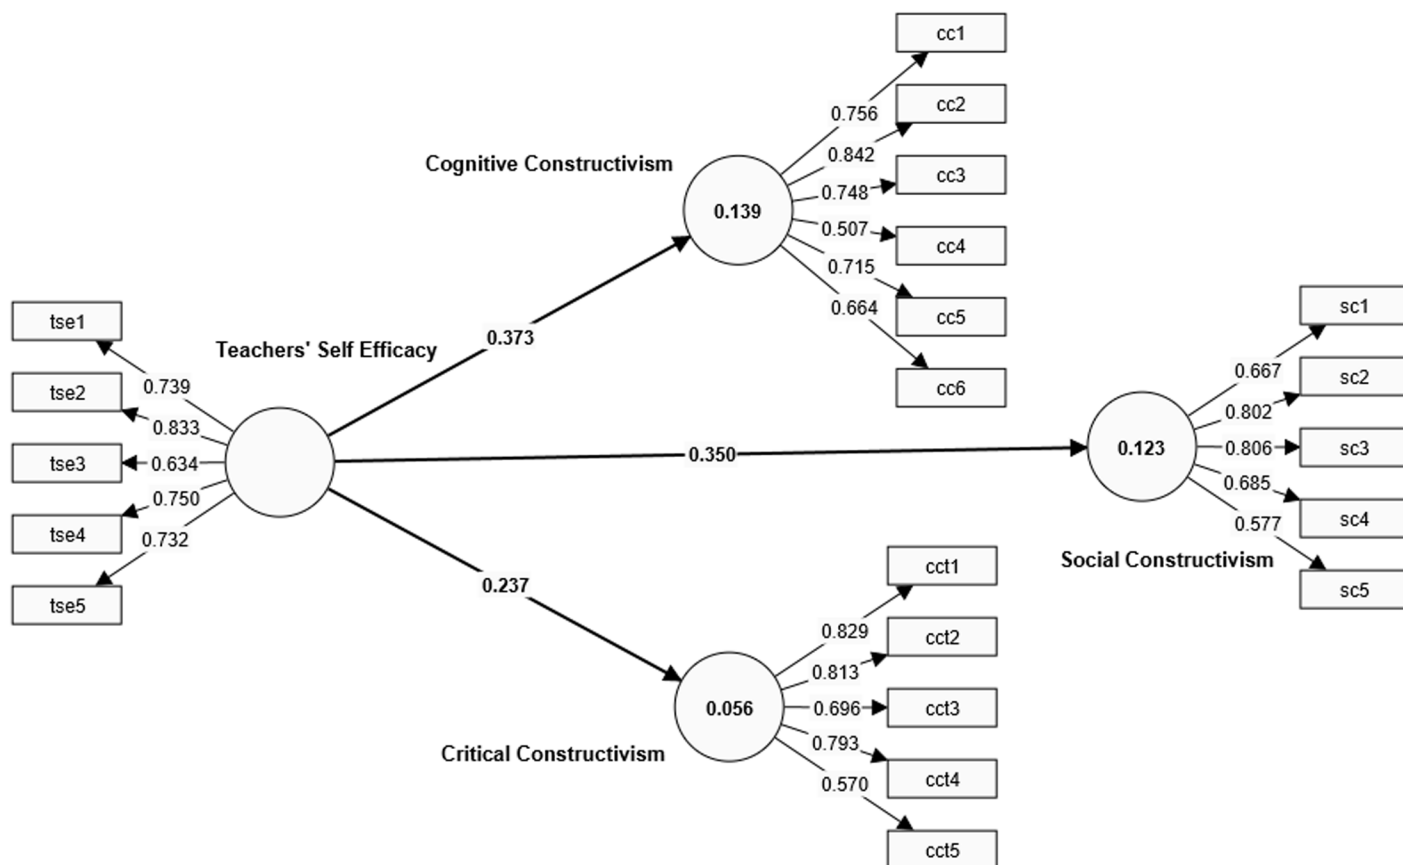 cc1
0.756
cc2
0.842
Cognitive Constructivism
cc3
0.748
0.139
0.507
cc4
0.715
0.664
cc5
cc6
tse1
0.373
Teachers' Self Efficacy
0.739
tse2
0.833
tse3
0.634
0.750
tse4
0.732
tse5
0.350
sc1
0.667
sc2
0.802
0.123
0.806
sc3
0.685
sc4
0.577
Social Constructivism
sc5
0.237
cct1
0.829
cct2
0.813
0.056
0.696
cct3
0.793
Critical Constructivism
cct4
0.570
cct5